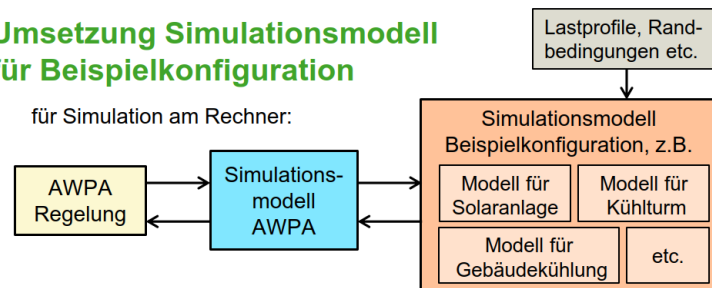 Umsetzung Simulationsmodell
für Beispielkonfiguration
Lastprofile, Rand-
bedingungen etc.
für Simulation am Rechner:
AWPA
Regelung
Simulations-
modell
AWPA
Simulationsmodell
Beispielkonfiguration, z.B.
Modell für
Solaranlage
Modell für
Kühlturm
Modell für
Gebäudekühlung
etc.